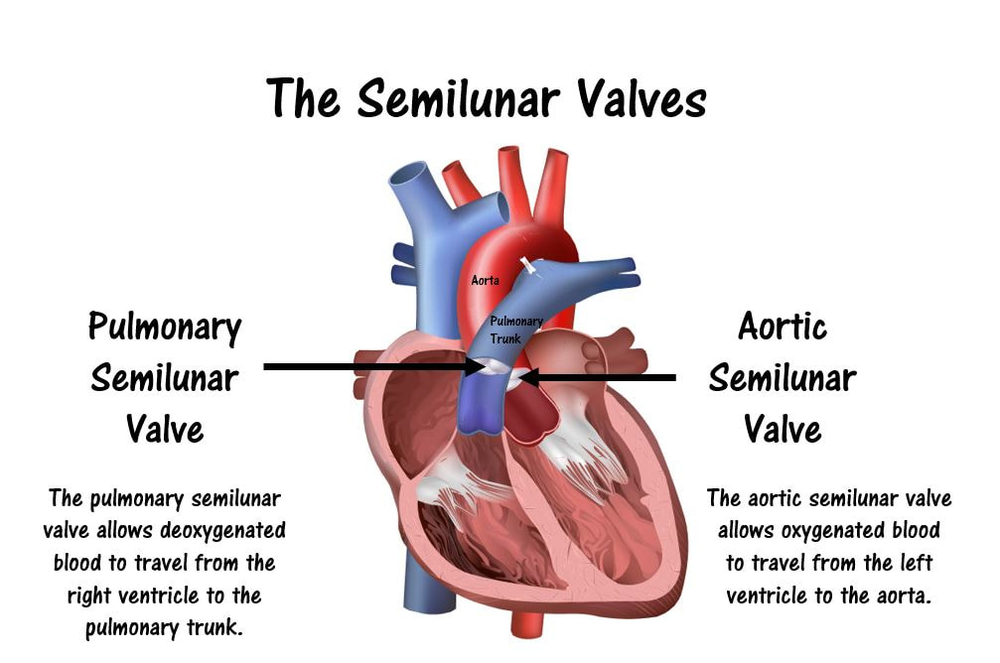 The Semilunar Valves
Aorta
Pulmonary
Trunk
Pulmonary
Semilunar
Valve
The pulmonary semilunar
valve allows deoxygenated
blood to travel from the
right ventricle to the
pulmonary trunk.
Aortic
Semilunar
Valve
The aortic semilunar valve
allows oxygenated blood
to travel from the left
ventricle to the aorta.